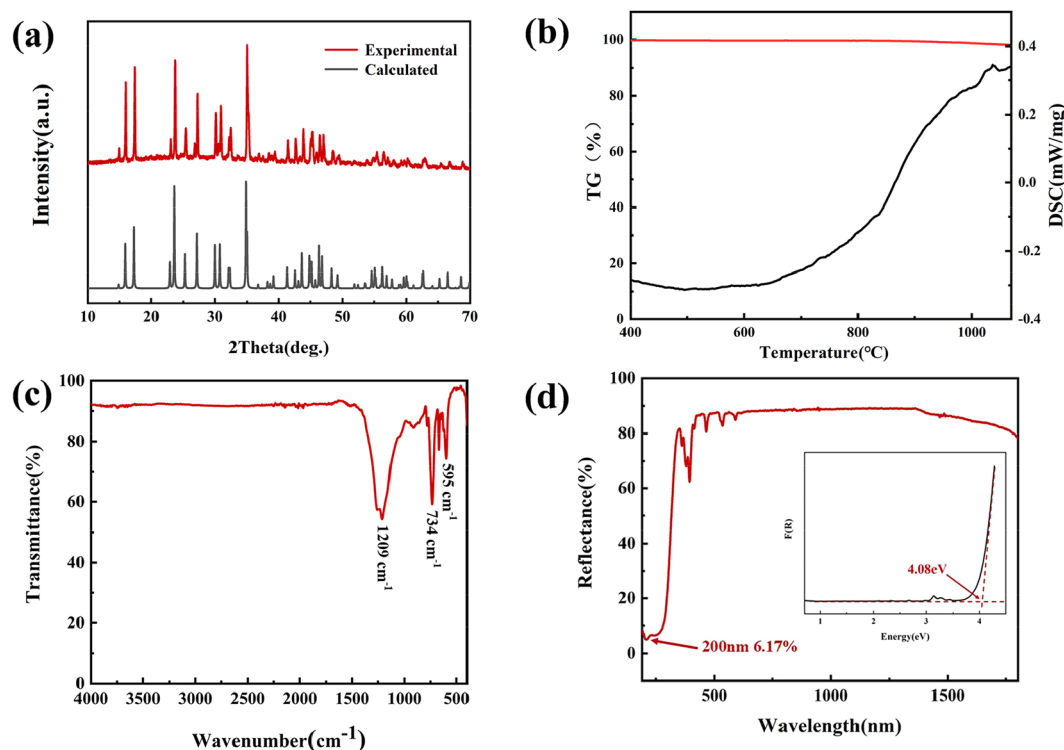 (a)
Experimental
Calculated
Intensity(a.u.)
10 20 30 40 50 60 70
2Theta(deg.)
(b)
100
80
60
40
20
0
TG（%）
0.4
0.2
0.0
-0.2
-0.4
DSC(mW/mg)
400 600 800 1000
Temperature(℃)
(c)
100
80
60
40
20
0
Transmittance(%)
1209 cm-1
734 cm-1
595 cm-1
4000 3500 3000 2500 2000 1500 1000 500
Wavenumber(cm-1)
(d)
100
80
60
80
20
0
Reflectance(%)
F(R)
4.08eV
1 2 3 4
Energy(eV)
200nm 6.17%
500 1000 1500
Wavelength(nm)